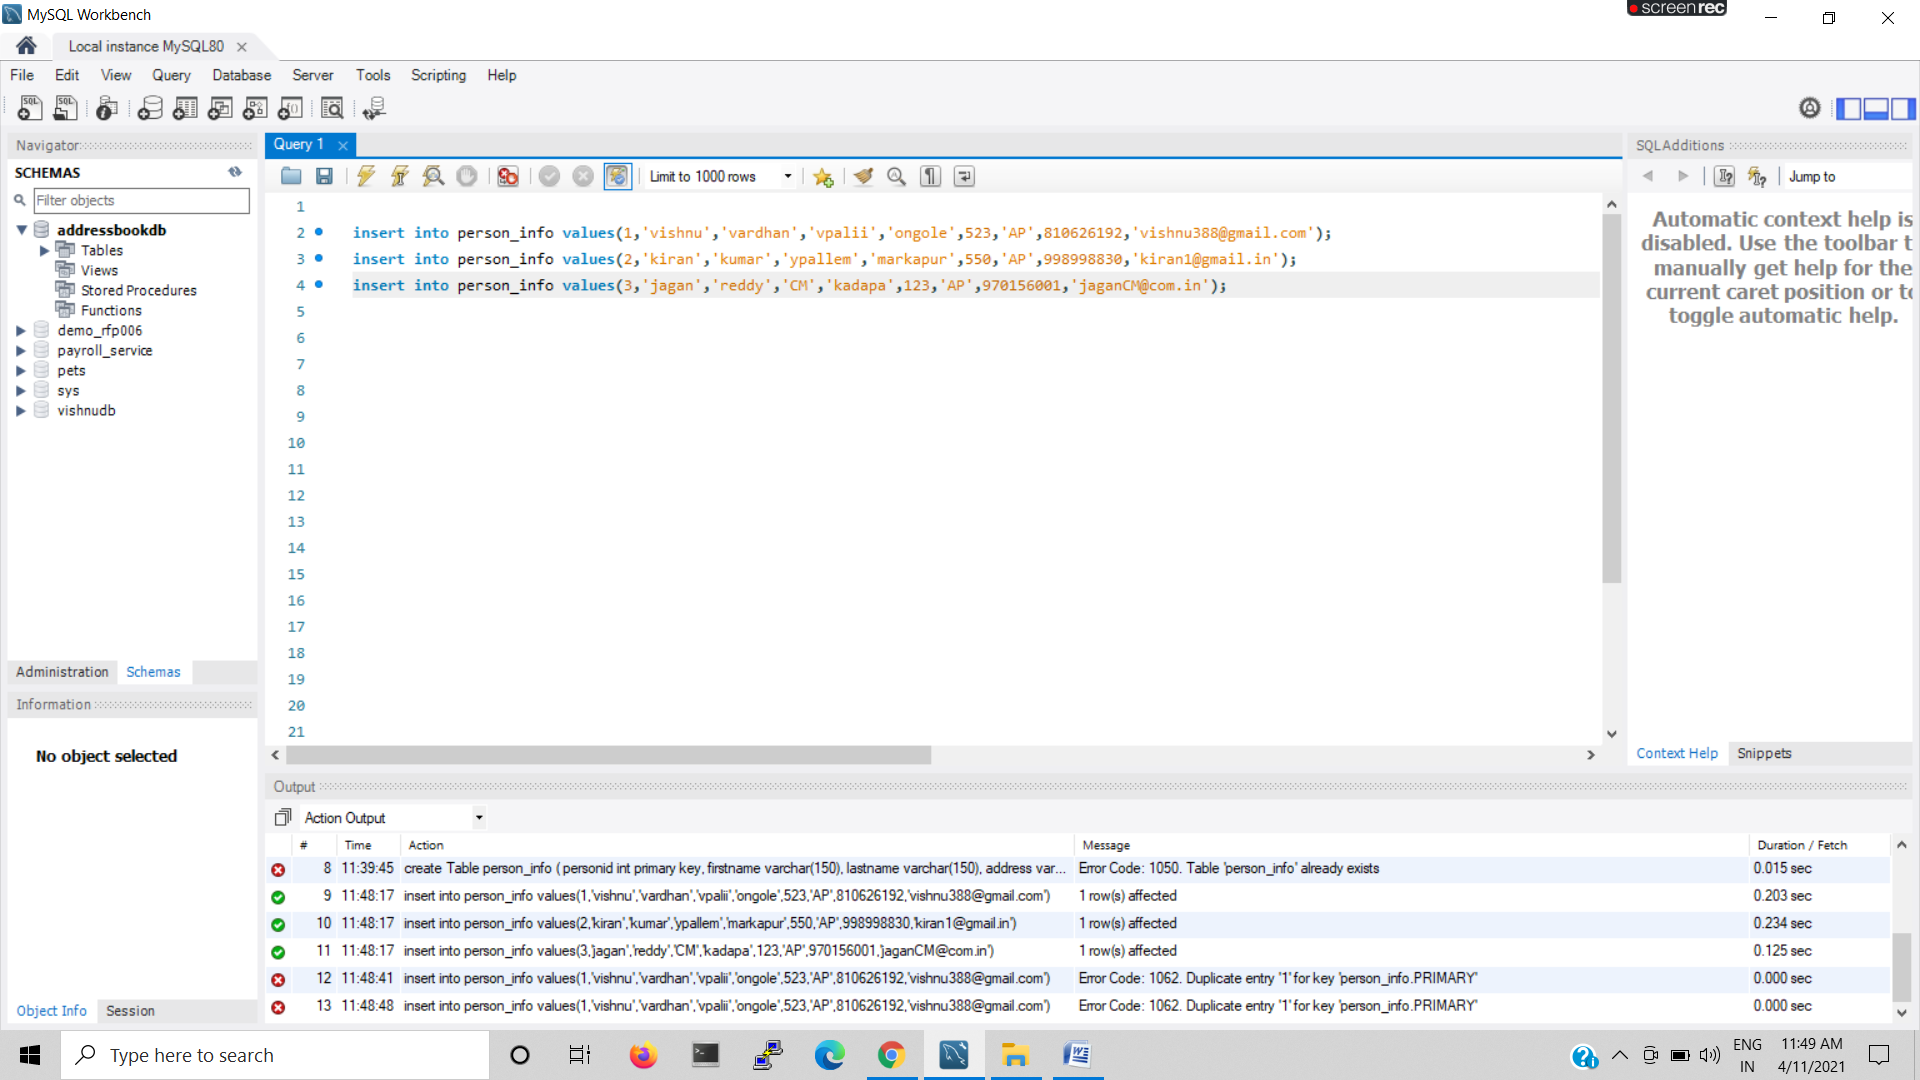 MySQL Workbench
screenrec
Local instance MySQL80
File Edit View Query Database Server Tools Scripting Help
Navigator
SCHEMAS
Filter objects
addressbookdb
Tables
Views
Stored Procedures
Functions
demo_rfp006
payroll_service
pets
sys
vishnudb
Administration Schemas
Information
No object selected
Object Info Session
Query 1
Limit to 1000 rows
1
2 insert into person_info values(1,'vishnu','vardhan','vpalii','ongole',523,'AP',810626192,'vishnu388@gmail.com');
3 insert into person_info values(2,'kiran','kumar','ypallem','markapur',550,'AP',998998830,'kiran1@gmail.in');
4 insert into person_info values(3,'jagan','reddy','CM','kadapa',123,'AP',970156001,'jaganCM@com.in');
5
6
7
8
9
10
11
12
13
14
15
16
17
18
19
20
21
SQLAdditions
Jump to
Automatic context help is
disabled. Use the toolbar t
manually get help for the
current caret position or to
toggle automatic help.
Context Help Snippets
Output
Action Output
# Time Action Message Duration / Fetch
8 11:39:45 create Table person_info ( personid int primary key, firstname varchar(150), lastname varchar(150), address var... Error Code: 1050. Table 'person_info' already exists 0.015 sec
9 11:48:17 insert into person_info values(1,'vishnu','vardhan','vpalii','ongole',523,'AP',810626192,'vishnu388@gmail.com') 1 row(s) affected 0.203 sec
10 11:48:17 insert into person_info values(2,'kiran','kumar','ypallem','markapur',550,'AP',998998830,'kiran1@gmail.in') 1 row(s) affected 0.234 sec
11 11:48:17 insert into person_info values(3,'jagan','reddy','CM','kadapa',123,'AP',970156001,'jaganCM@com.in') 1 row(s) affected 0.125 sec
12 11:48:41 insert into person_info values(1,'vishnu','vardhan','vpalii','ongole',523,'AP',810626192,'vishnu388@gmail.com') Error Code: 1062. Duplicate entry '1' for key 'person_info.PRIMARY' 0.000 sec
13 11:48:48 insert into person_info values(1,'vishnu','vardhan','vpalii','ongole',523,'AP',810626192,'vishnu388@gmail.com') Error Code: 1062. Duplicate entry '1' for key 'person_info.PRIMARY' 0.000 sec
Type here to search
ENG
IN
11:49 AM
4/11/2021